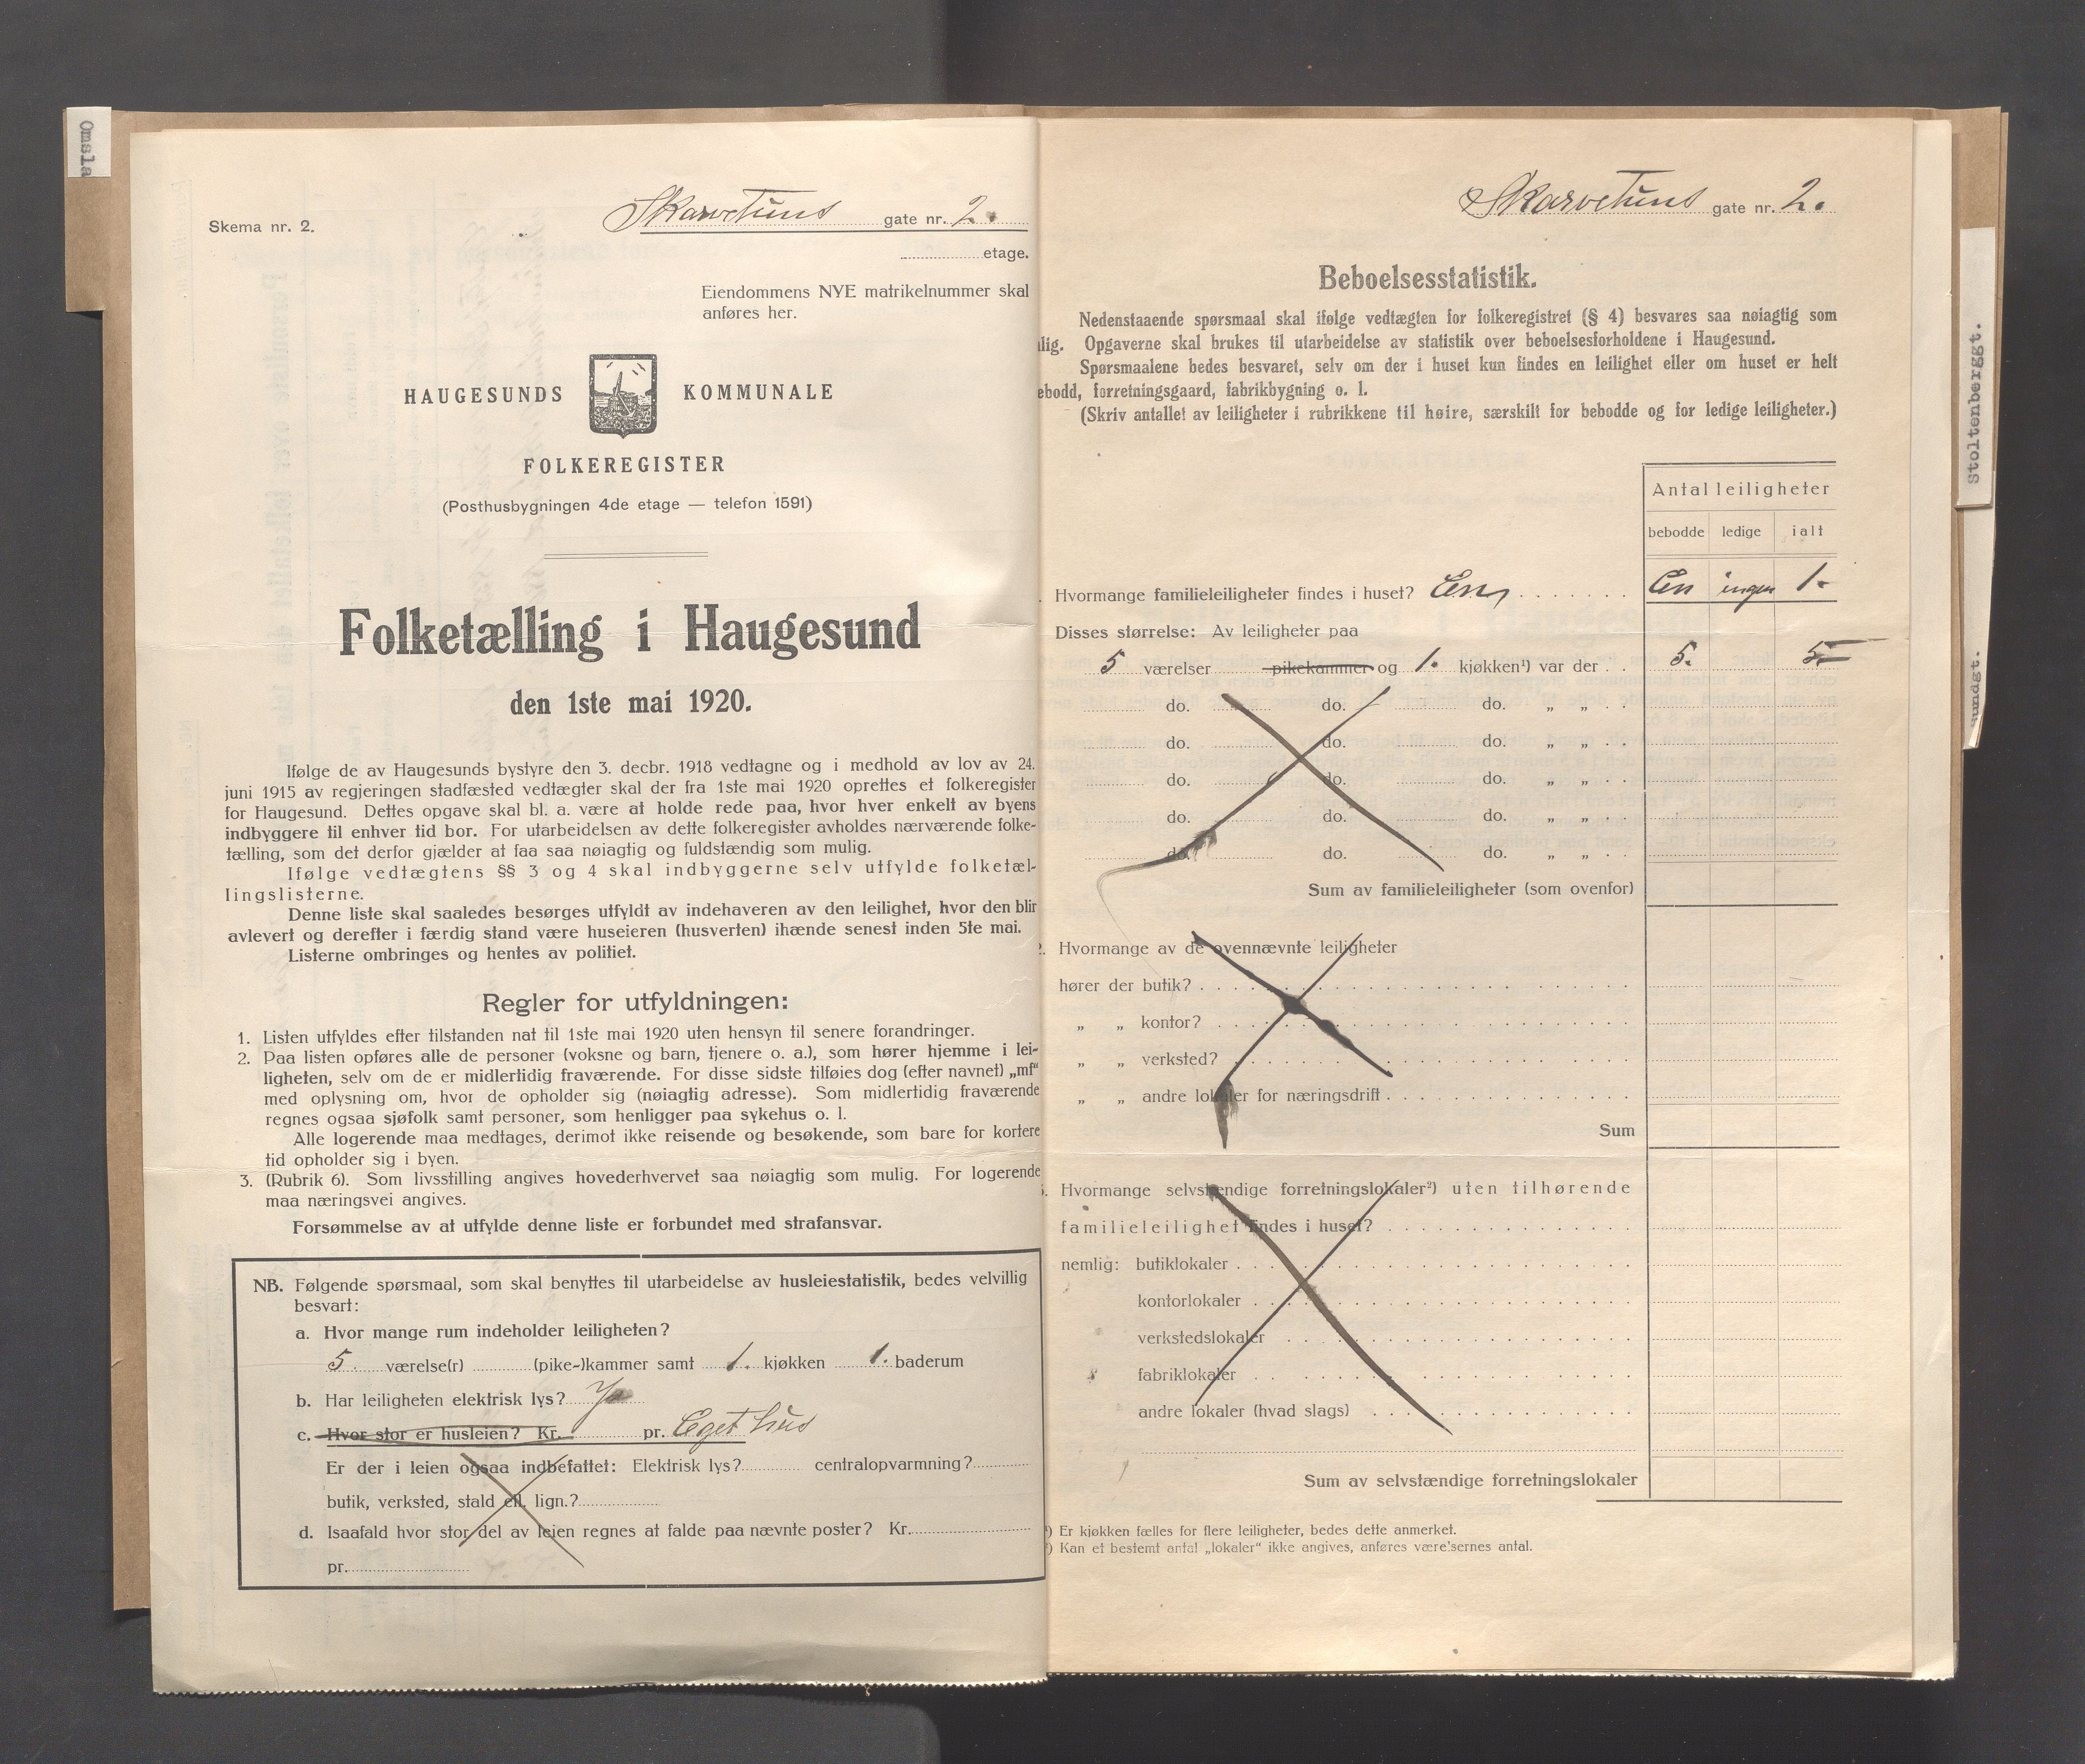 Omsla
Skema nr. 2.
Skarvetuns gate nr. 2.
etage.
Eiendommens NYE matrikelnummer skal
anføres her.
HAUGESUNDS KOMMUNALE
FOLKEREGISTER
(Posthusbygningen 4de etage — telefon 1591)
Folketælling i Haugesund
den 1ste mai 1920.
Ifølge de av Haugesunds bystyre den 3. decbr. 1918 vedtagne og i medhold av lov av 24.
juni 1915 av regjeringen stadfæsted vedtægter skal der fra 1ste mai 1920 oprettes et folkeregister
for Haugesund. Dettes opgave skal bl. a. være at holde rede paa, hvor hver enkelt av byens
indbyggere til enhver tid bor. For utarbeidelsen av dette folkeregister avholdes nærværende folke-
tælling, som det derfor gjælder at faa saa nøiagtig og fuldstændig som mulig.
Ifølge vedtægtens §§ 3 og 4 skal indbyggerne selv utfylde folketæl-
lingslisterne.
Denne liste skal saaledes besørges utfyldt av indehaveren av den leilighet, hvor den blir
avlevert og derefter i færdig stand være huseieren (husverten) ihænde senest inden 5te mai.
Listerne ombringes og hentes av politiet.
Regler for utfyldningen:
1. Listen utfyldes efter tilstanden nat til 1ste mai 1920 uten hensyn til senere forandringer.
2. Paa listen opføres alle de personer (voksne og barn, tjenere o. a.), som hører hjemme i lei-
ligheten, selv om de er midlertidig fraværende. For disse sidste tilføies dog (efter navnet) „mf“
med oplysning om, hvor de opholder sig (nøiagtig adresse). Som midlertidig fraværende
regnes ogsaa sjøfolk samt personer, som henligger paa sykehus o. l.
Alle logerende maa medtages, derimot ikke reisende og besøkende, som bare for kortere
tid opholder sig i byen.
3. (Rubrik 6). Som livsstilling angives hovederhvervet saa nøiagtig som mulig. For logerende
maa næringsvei angives.
Forsømmelse av at utfylde denne liste er forbundet med strafansvar.
NB. Følgende spørsmaal, som skal benyttes til utarbeidelse av husleiestatistik, bedes velvillig
besvart:
a. Hvor mange rum indeholder leiligheten?
5 værelse(r) (pike-)kammer samt 1. kjøkken 1. baderum
b. Har leiligheten elektrisk lys? Ja
c. Hvor stor er husleien? Kr. pr. Eget hus
Er der i leien ogsaa indbefattet: Elektrisk lys? centralopvarmning?
butik, verksted, stald ell. lign.?
d. Isaafald hvor stor del av leien regnes at falde paa nævnte poster? Kr.
pr.
Skarvetuns gate nr. 2.
Beboelsesstatistik.
Nedenstaaende spørsmaal skal ifølge vedtægten for folkeregistret (§ 4) besvares saa nøiagtig som
lig. Opgaverne skal brukes til utarbeidelse av statistik over beboelsesforholdene i Haugesund.
Spørsmaalene bedes besvaret, selv om der i huset kun findes en leilighet eller om huset er helt
ebodd, forretningsgaard, fabrikbygning o. l.
(Skriv antallet av leiligheter i rubrikkene til høire, særskilt for bebodde og for ledige leiligheter.)
Antal leiligheter
bebodde ledige ialt
Hvormange familieleiligheter findes i huset? En, En ingen 1.
Disses størrelse: Av leiligheter paa
5 værelser pikekammer og 1. kjøkken¹) var der 5. 5.
do. do. do. „ „
do. do. do. „ „
do. do. do. „ „
do. do. do. „ „
do. do. do. „ „
Sum av familieleiligheter (som ovenfor)
2. Hvormange av de ovennævnte leiligheter
hører der butik?
„ „ kontor?
„ „ verksted?
„ „ andre lokaler for næringsdrift
Sum
Hvormange selvstændige forretningslokaler²) uten tilhørende
familieleilighet findes i huset?
nemlig: butiklokaler
kontorlokaler
verkstedslokaler
fabriklokaler
andre lokaler (hvad slags)
Sum av selvstændige forretningslokaler
¹) Er kjøkken fælles for flere leiligheter, bedes dette anmerket.
²) Kan et bestemt antal „lokaler“ ikke angives, anføres værelsernes antal.
Stoltenberggt.
sundgt.